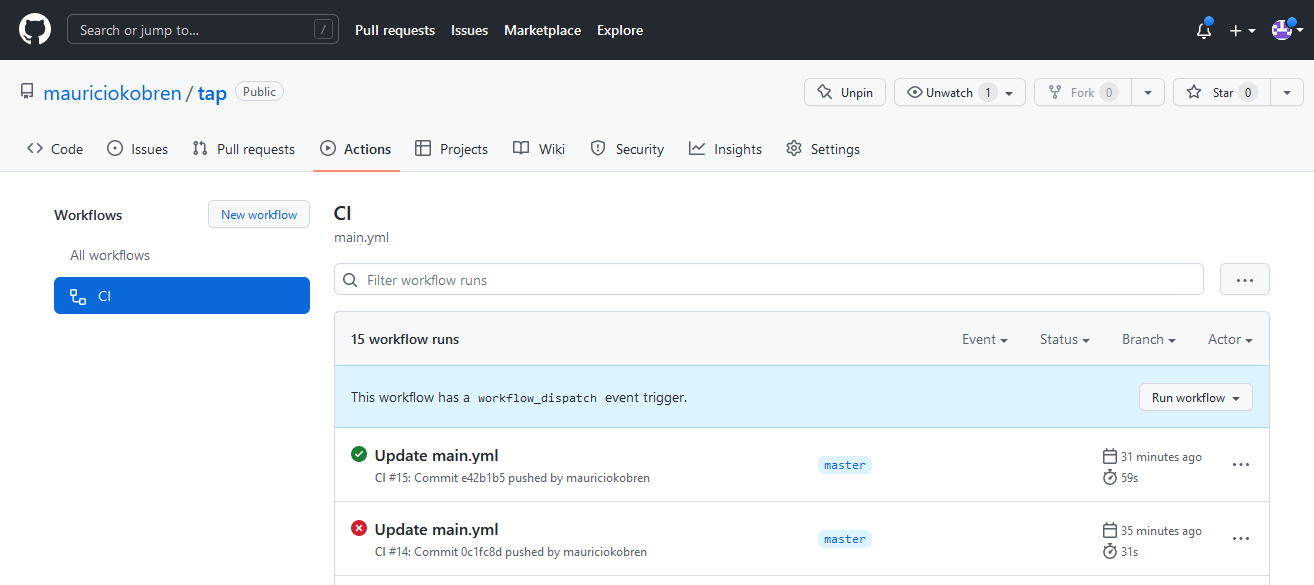 Search or jump to... /
Pull requests Issues Marketplace Explore
mauriciokobren / tap Public
Unpin Unwatch 1 Fork 0 Star 0
Code Issues Pull requests Actions Projects Wiki Security Insights Settings
Workflows New workflow
All workflows
CI
CI
main.yml
Filter workflow runs
15 workflow runs Event Status Branch Actor
This workflow has a workflow_dispatch event trigger. Run workflow
Update main.yml
CI #15: Commit e42b1b5 pushed by mauriciokobren
master
31 minutes ago
59s
Update main.yml
CI #14: Commit 0c1fc8d pushed by mauriciokobren
master
35 minutes ago
31s